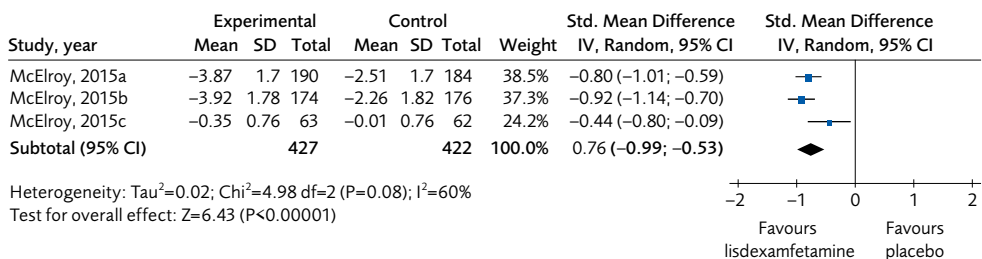 Experimental Control Std. Mean Difference Std. Mean Difference
Study, year Mean SD Total Mean SD Total Weight IV, Random, 95% CI IV, Random, 95% CI
McElroy, 2015a −3.87 1.7 190 −2.51 1.7 184 38.5% −0.80 (−1.01; −0.59)
McElroy, 2015b −3.92 1.78 174 −2.26 1.82 176 37.3% −0.92 (−1.14; −0.70)
McElroy, 2015c −0.35 0.76 63 −0.01 0.76 62 24.2% −0.44 (−0.80; −0.09)
Subtotal (95% CI) 427 422 100.0% 0.76 (−0.99; −0.53)
Heterogeneity: Tau²=0.02; Chi²=4.98 df=2 (P=0.08); I²=60%
Test for overall effect: Z=6.43 (P<0.00001)
−2 −1 0 1 2
Favours Favours
lisdexamfetamine placebo